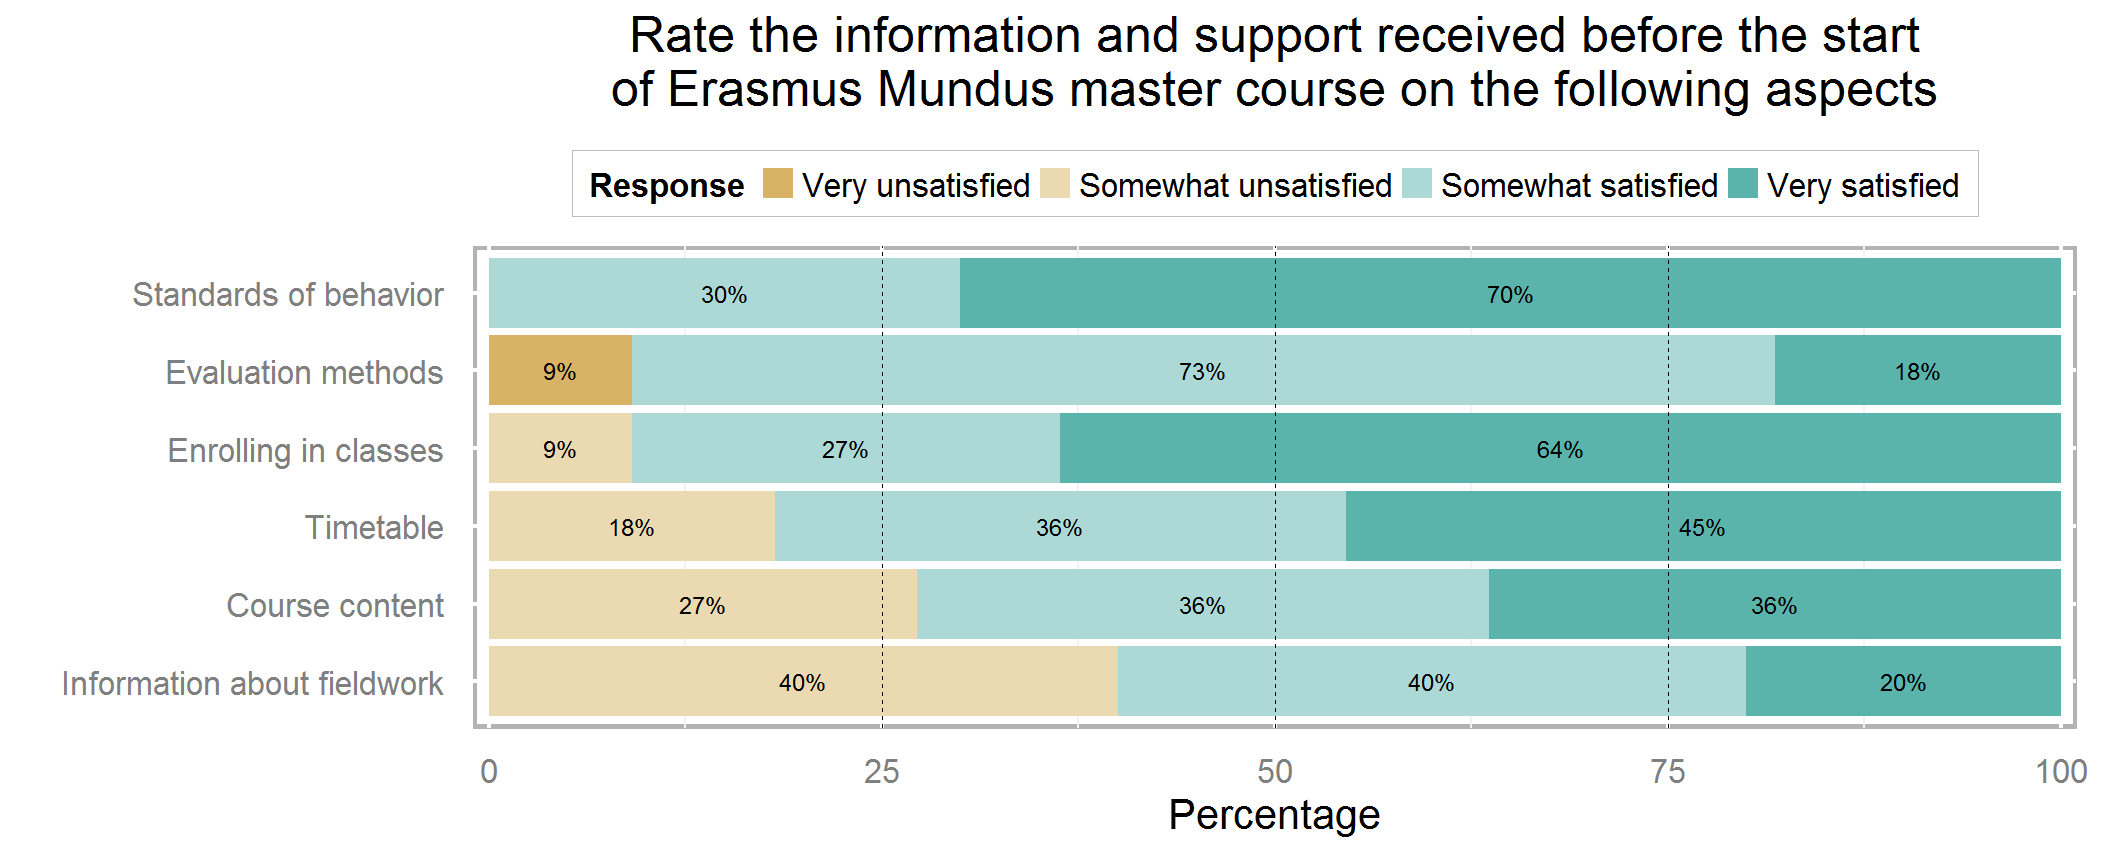 Rate the information and support received before the start
of Erasmus Mundus master course on the following aspects
Response Very unsatisfied Somewhat unsatisfied Somewhat satisfied Very satisfied
Standards of behavior 30% 70%
Evaluation methods 9% 73% 18%
Enrolling in classes 9% 27% 64%
Timetable 18% 36% 45%
Course content 27% 36% 36%
Information about fieldwork 40% 40% 20%
0 25 50 75 100
Percentage